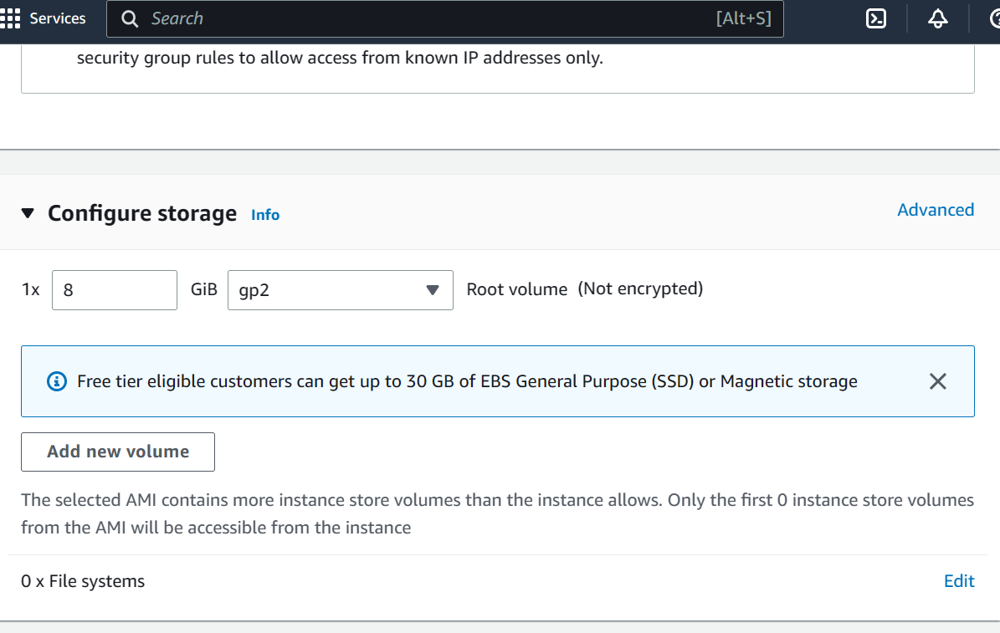 Services
Search
[Alt+S]
security group rules to allow access from known IP addresses only.
Configure storage Info
Advanced
1x 8 GiB gp2 Root volume (Not encrypted)
Free tier eligible customers can get up to 30 GB of EBS General Purpose (SSD) or Magnetic storage
Add new volume
The selected AMI contains more instance store volumes than the instance allows. Only the first 0 instance store volumes
from the AMI will be accessible from the instance
0 x File systems
Edit